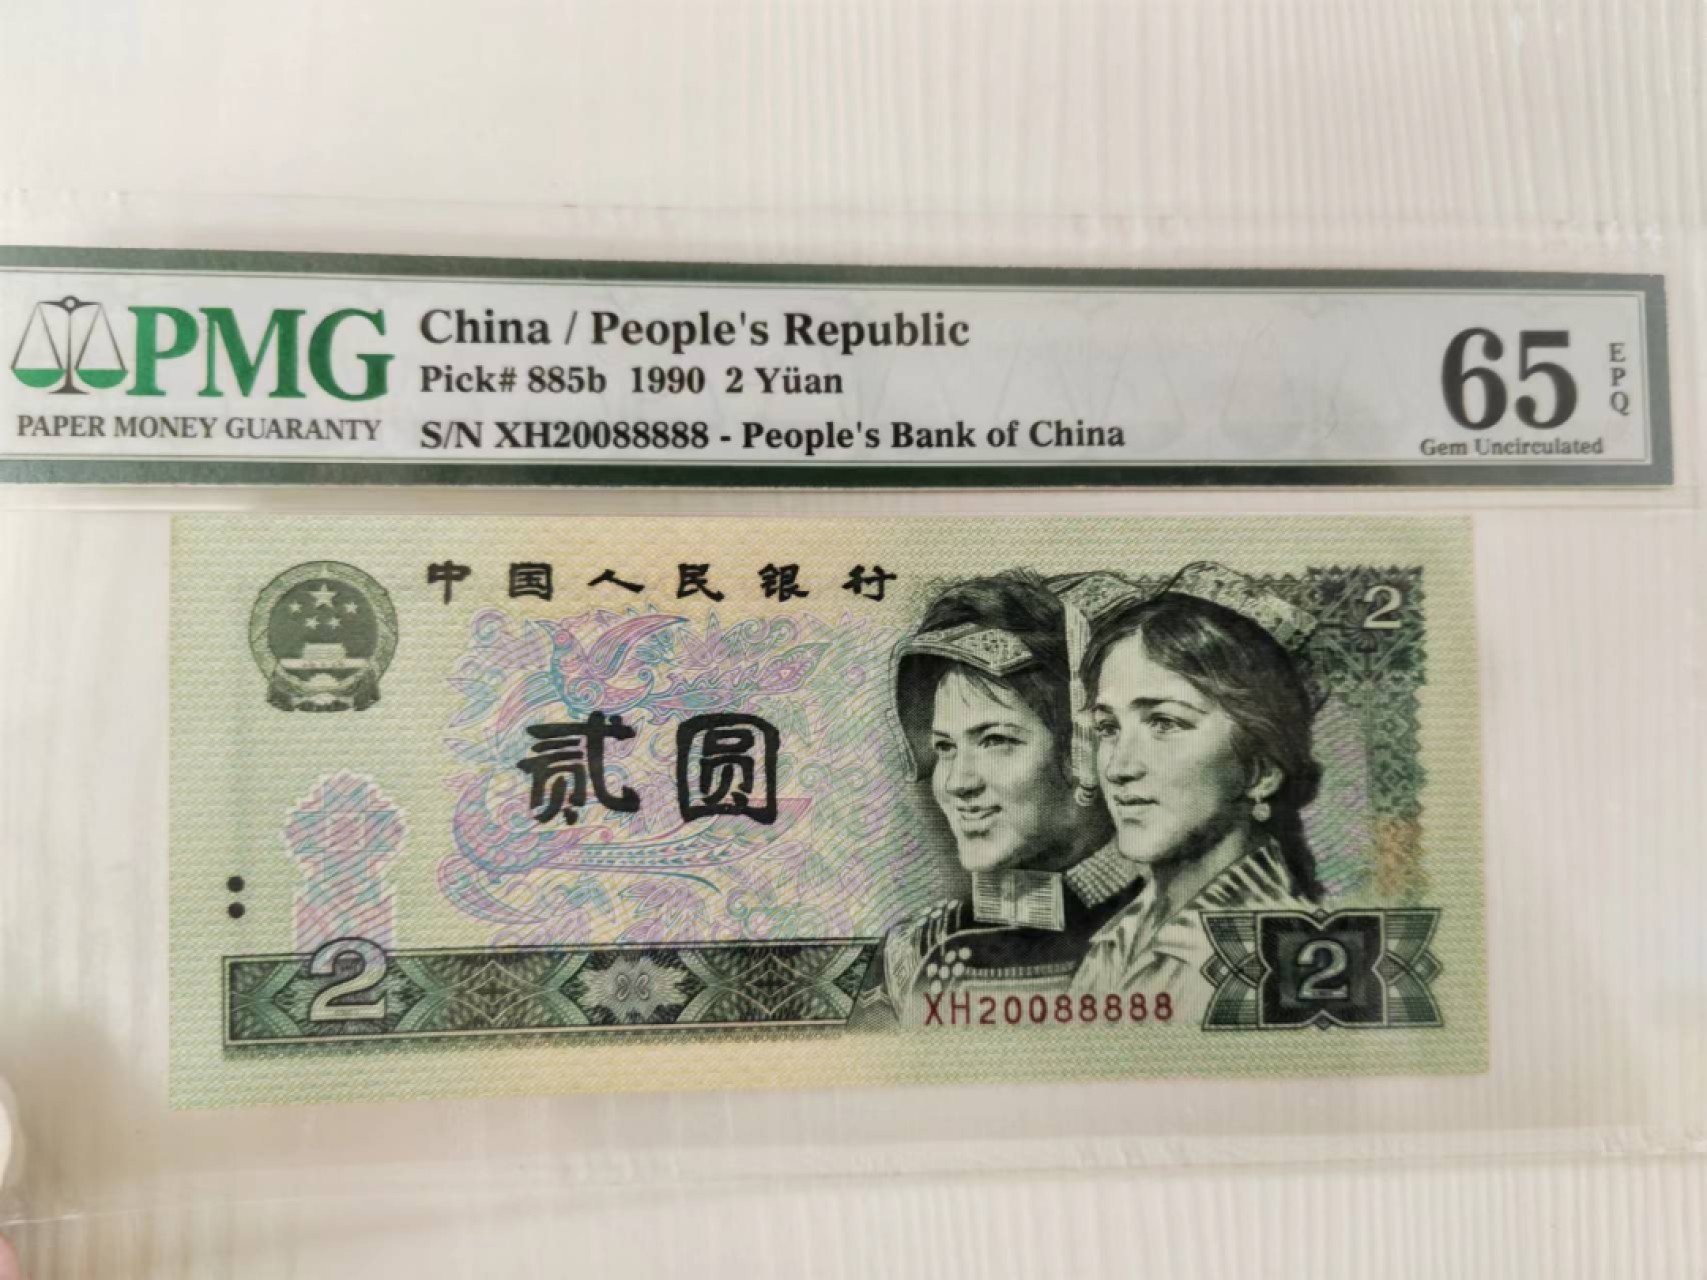 PMG
PAPER MONEY GUARANTY
China / People's Republic
Pick# 885b 1990 2 Yüan
S/N XH20088888 - People's Bank of China
65
EPQ
Gem Uncirculated
中国人民银行
2
贰圆
2
XH20088888
2